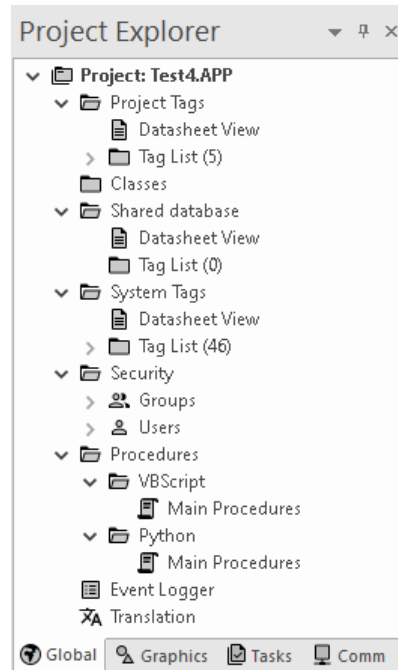 Project Explorer
Project: Test4.APP
Project Tags
Datasheet View
Tag List (5)
Classes
Shared database
Datasheet View
Tag List (0)
System Tags
Datasheet View
Tag List (46)
Security
Groups
Users
Procedures
VBScript
Main Procedures
Python
Main Procedures
Event Logger
Translation
Global Graphics Tasks Comm